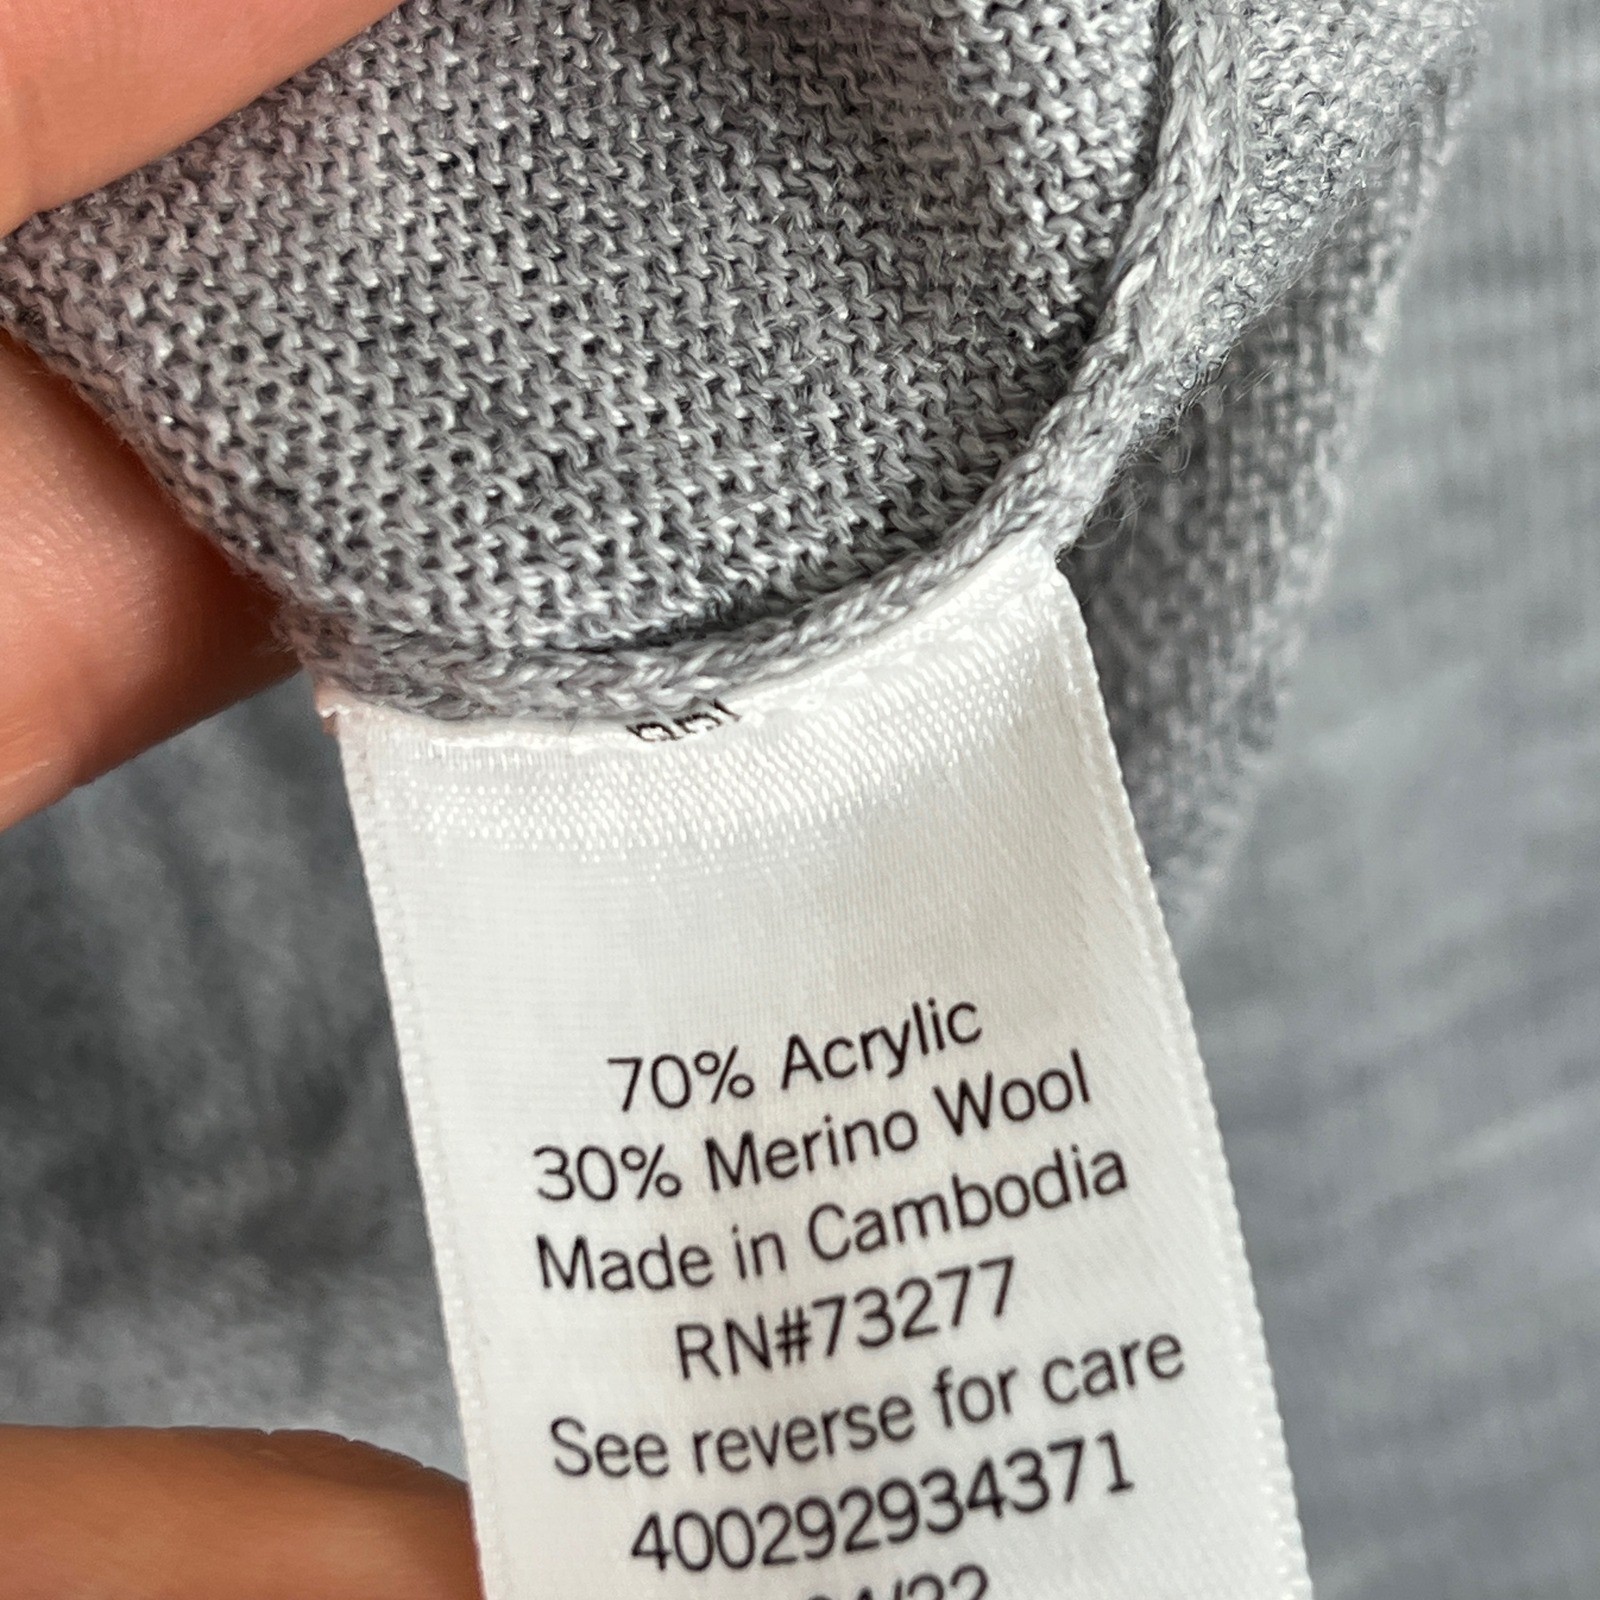 70% Acrylic
30% Merino Wool
Made in Cambodia
RN#73277
See reverse for care
400292934371